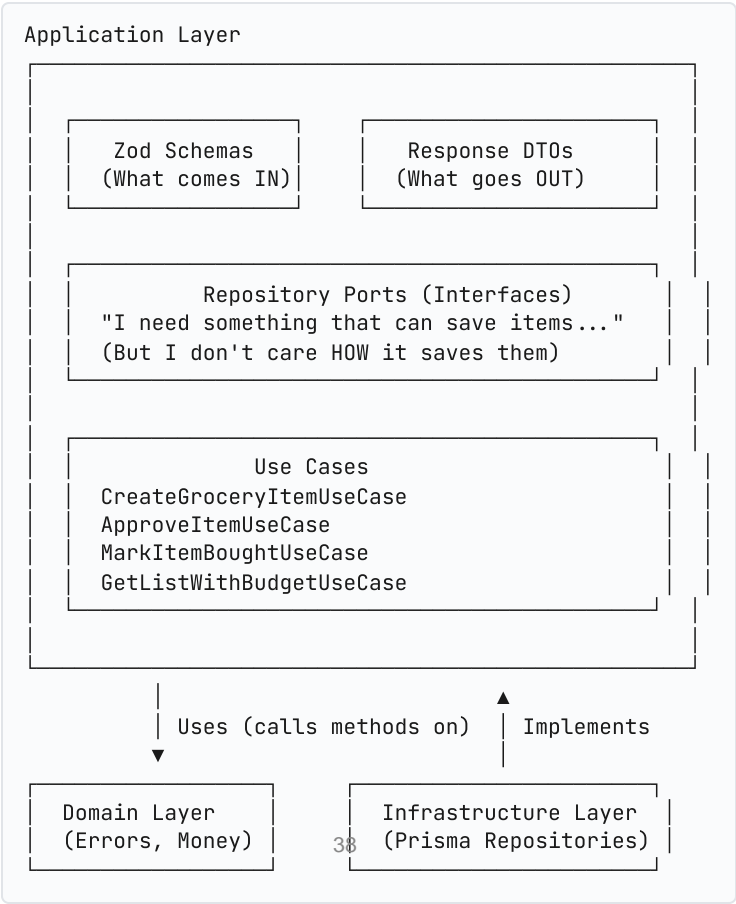 Application Layer
Zod Schemas
(What comes IN)
Response DTOs
(What goes OUT)
Repository Ports (Interfaces)
"I need something that can save items..."
(But I don't care HOW it saves them)
Use Cases
CreateGroceryItemUseCase
ApproveItemUseCase
MarkItemBoughtUseCase
GetListWithBudgetUseCase
Uses (calls methods on)
Implements
Domain Layer
(Errors, Money)
Infrastructure Layer
(Prisma Repositories)
38